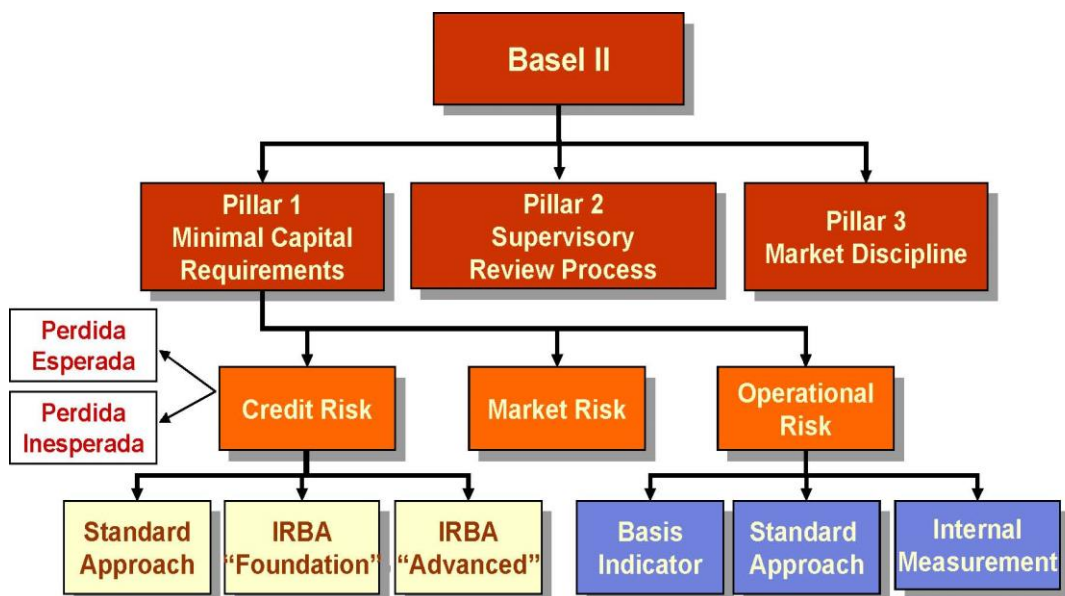 Basel II
Pillar 1
Minimal Capital
Requirements
Pillar 2
Supervisory
Review Process
Pillar 3
Market Discipline
Perdida
Esperada
Perdida
Inesperada
Credit Risk
Market Risk
Operational
Risk
Standard
Approach
IRBA
“Foundation”
IRBA
“Advanced”
Basis
Indicator
Standard
Approach
Internal
Measurement